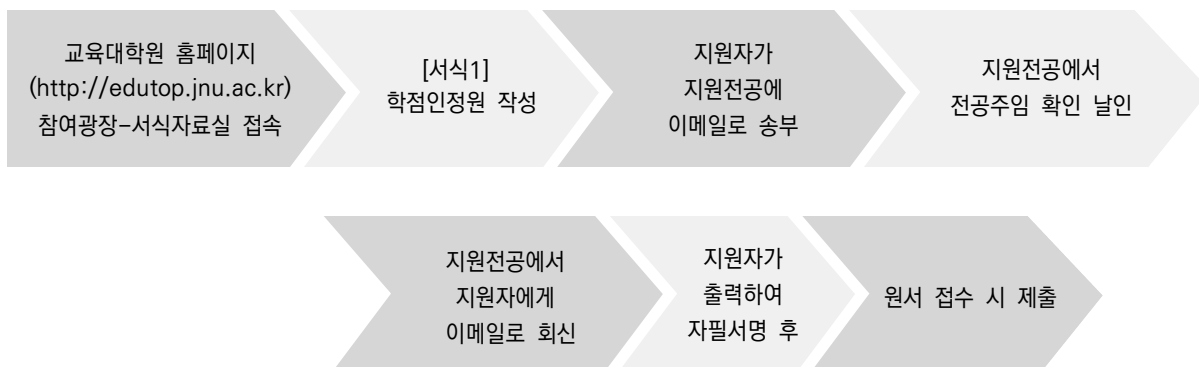 교육대학원 홈페이지
(http://edutop.jnu.ac.kr)
참여광장-서식자료실 접속
[서식1]
학점인정원 작성
지원자가
지원전공에
이메일로 송부
지원전공에서
전공주임 확인 날인
지원전공에서
지원자에게
이메일로 회신
지원자가
출력하여
자필서명 후
원서 접수 시 제출